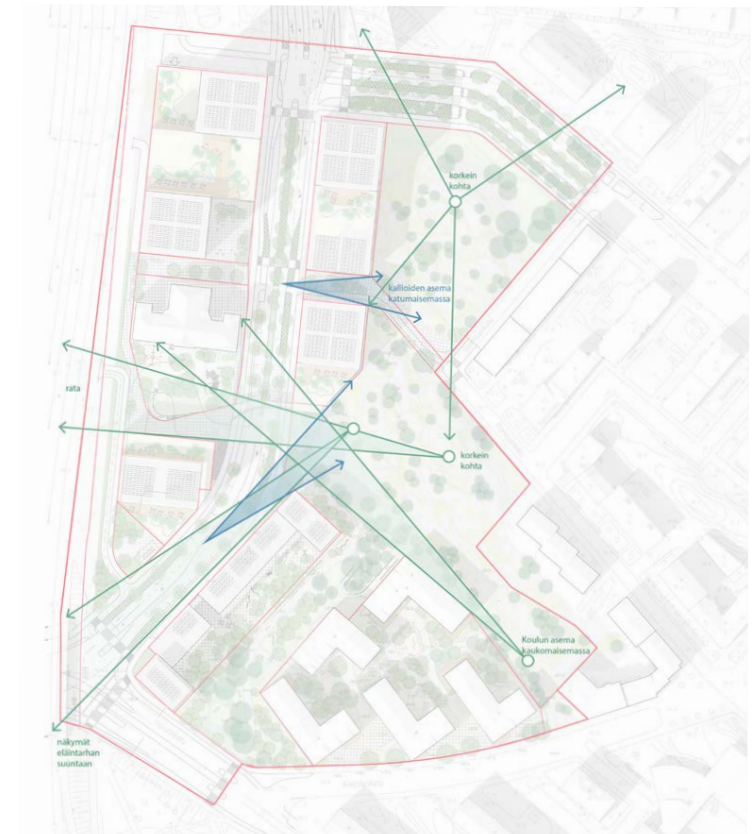 korkein
kohta
kallioiden asema
katumaisemassa
rata
korkein
kohta
Koulun asema
kaukomaisemassa
näkymät
eläintarhan
suuntaan